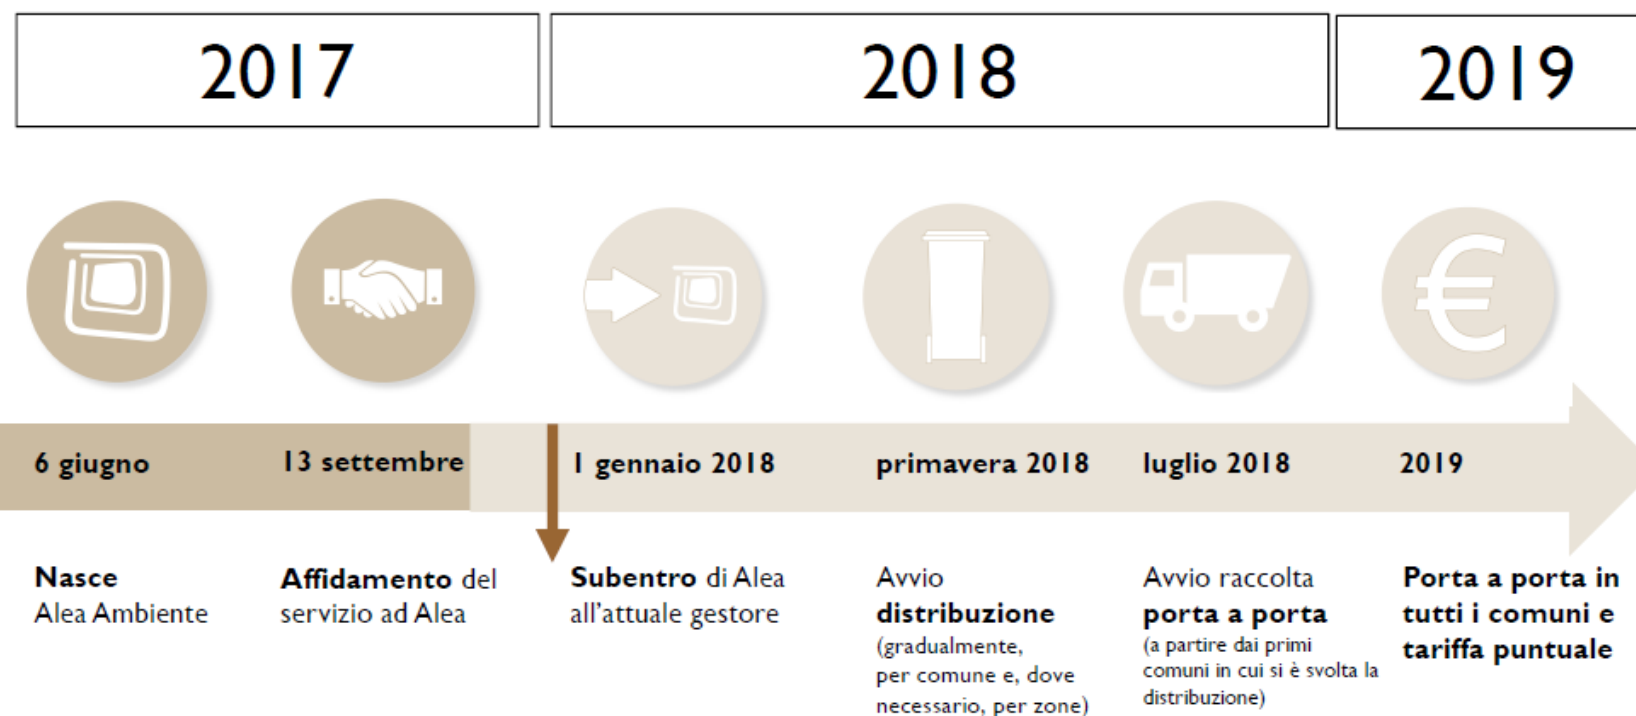 2017
2018
2019
6 giugno
13 settembre
1 gennaio 2018
primavera 2018
luglio 2018
2019
Nasce
Alea Ambiente
Affidamento del
servizio ad Alea
Subentro di Alea
all'attuale gestore
Avvio
distribuzione
(gradualmente,
per comune e, dove
necessario, per zone)
Avvio raccolta
porta a porta
(a partire dai primi
comuni in cui si è svolta la
distribuzione)
Porta a porta in
tutti i comuni e
tariffa puntuale